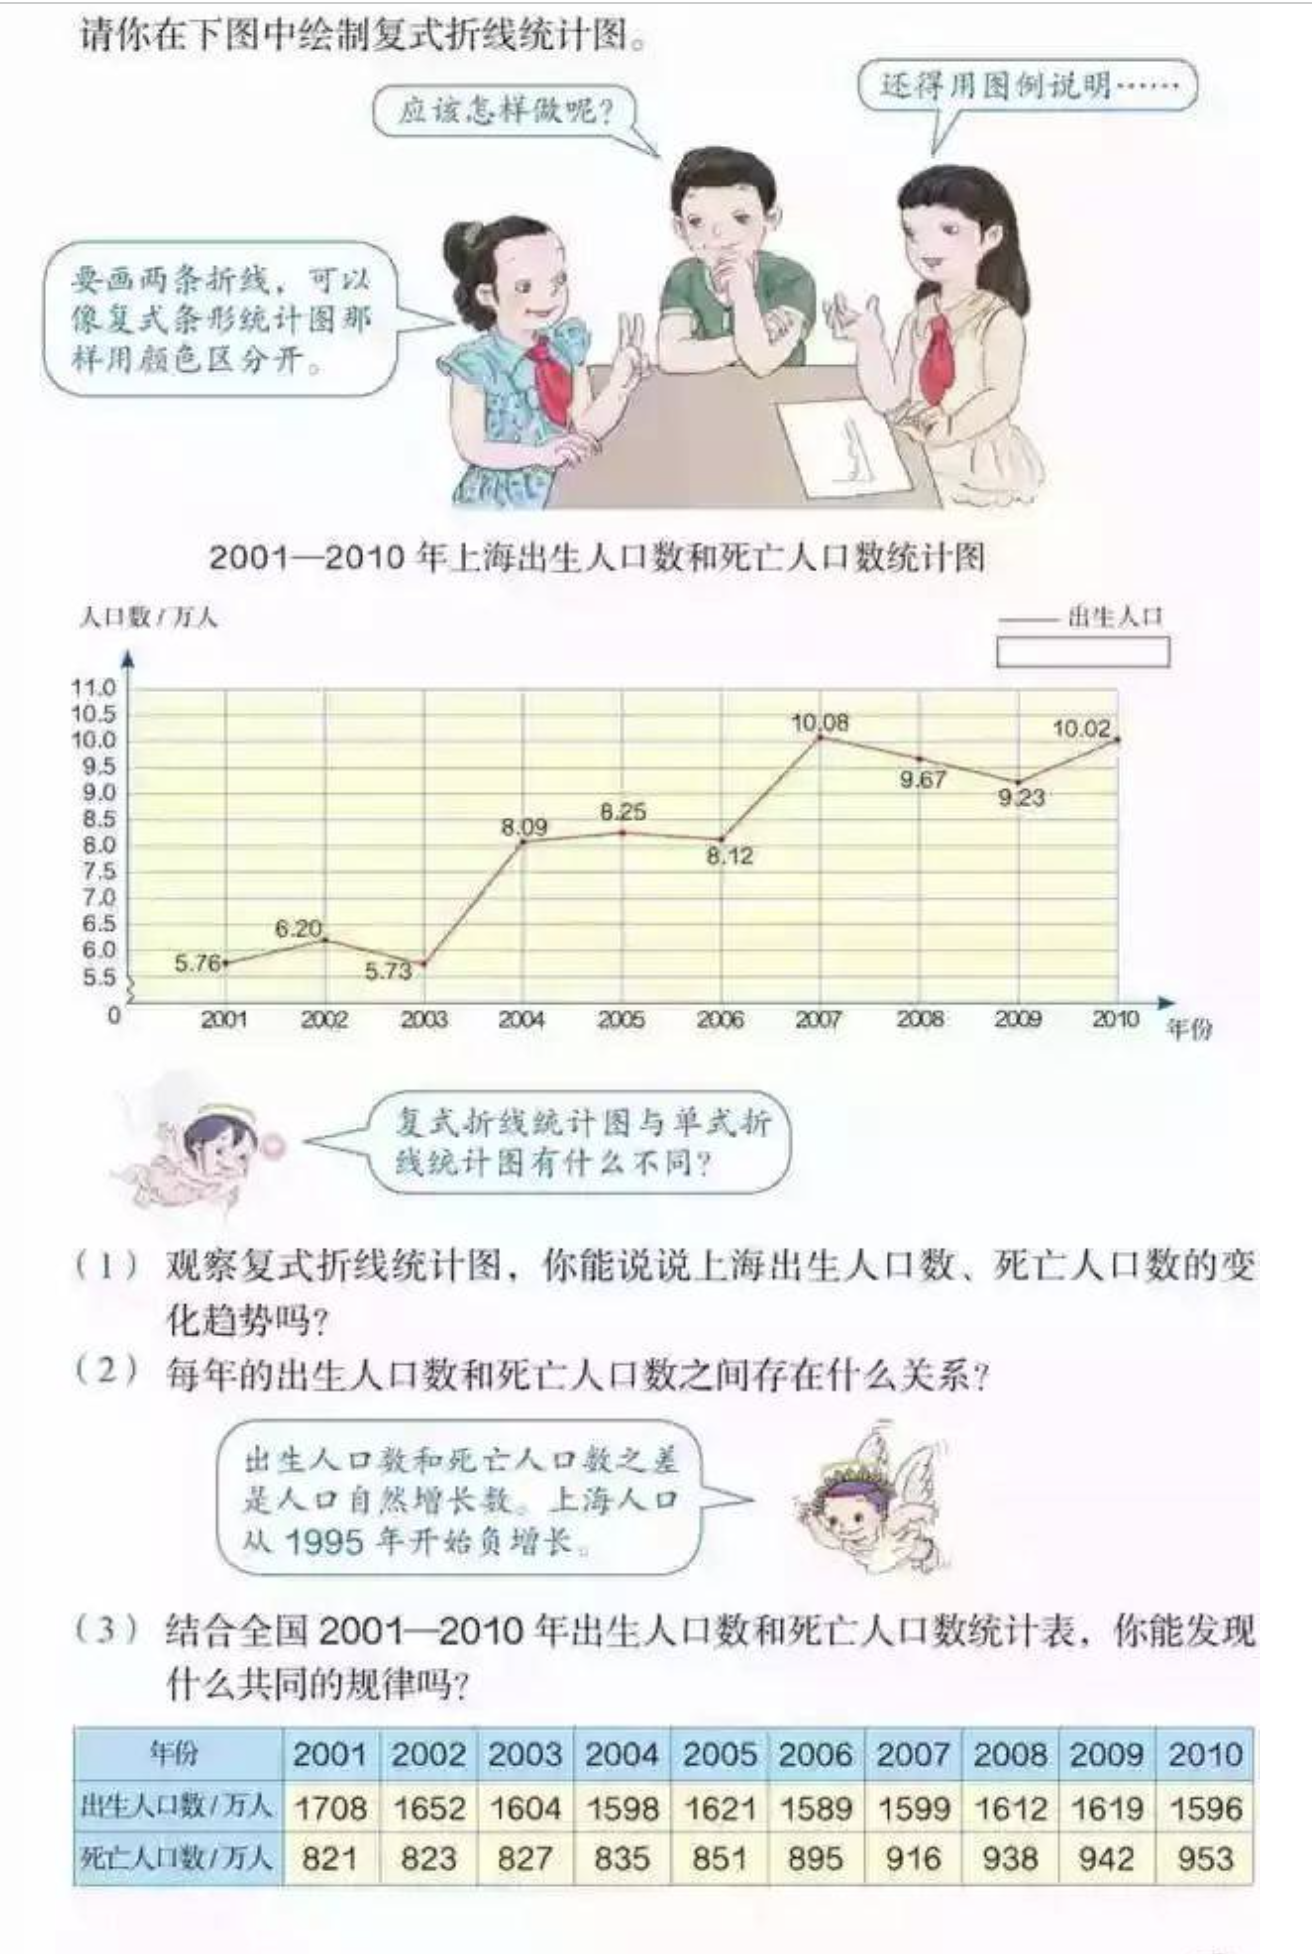 请你在下图中绘制复式折线统计图。
还得用图例说明……
应该怎样做呢？
要画两条折线，可以
像复式条形统计图那
样用颜色区分开。
2001—2010 年上海出生人口数和死亡人口数统计图
人口数/万人
出生人口
11.0
10.5
10.0
9.5
9.0
8.5
8.0
7.5
7.0
6.5
6.0
5.5
0
5.76
6.20
5.73
8.09
8.25
8.12
10.08
9.67
9.23
10.02
2001 2002 2003 2004 2005 2006 2007 2008 2009 2010 年份
复式折线统计图与单式折
线统计图有什么不同？
（1） 观察复式折线统计图，你能说说上海出生人口数、死亡人口数的变
化趋势吗？
（2） 每年的出生人口数和死亡人口数之间存在什么关系？
出生人口数和死亡人口数之差
是人口自然增长数。上海人口
从 1995 年开始负增长。
（3） 结合全国 2001—2010 年出生人口数和死亡人口数统计表，你能发现
什么共同的规律吗？
年份 2001 2002 2003 2004 2005 2006 2007 2008 2009 2010
出生人口数/万人 1708 1652 1604 1598 1621 1589 1599 1612 1619 1596
死亡人口数/万人 821 823 827 835 851 895 916 938 942 953